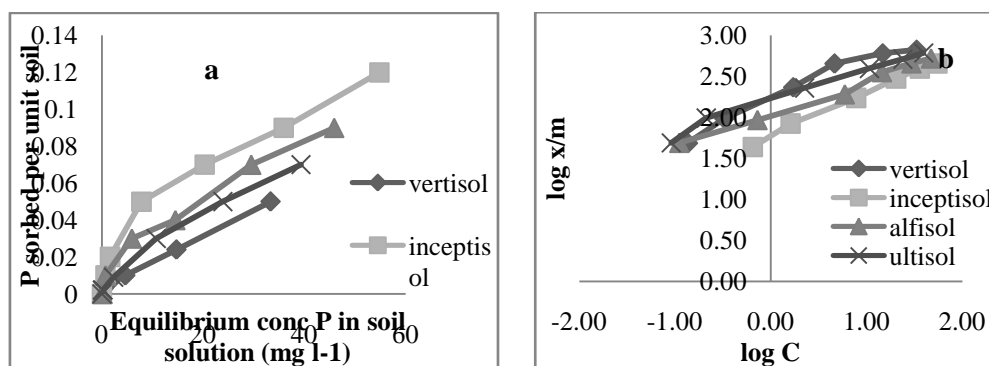 P sorbed per unit soil
0.14
0.12
0.1
0.08
0.06
0.04
0.02
0
a
vertisol
inceptis
ol
0
20
40
60
Equilibrium conc P in soil
solution (mg l-1)
log x/m
3.00
2.50
2.00
1.50
1.00
0.50
0.00
b
vertisol
inceptisol
alfisol
ultisol
-2.00
-1.00
0.00
1.00
2.00
log C